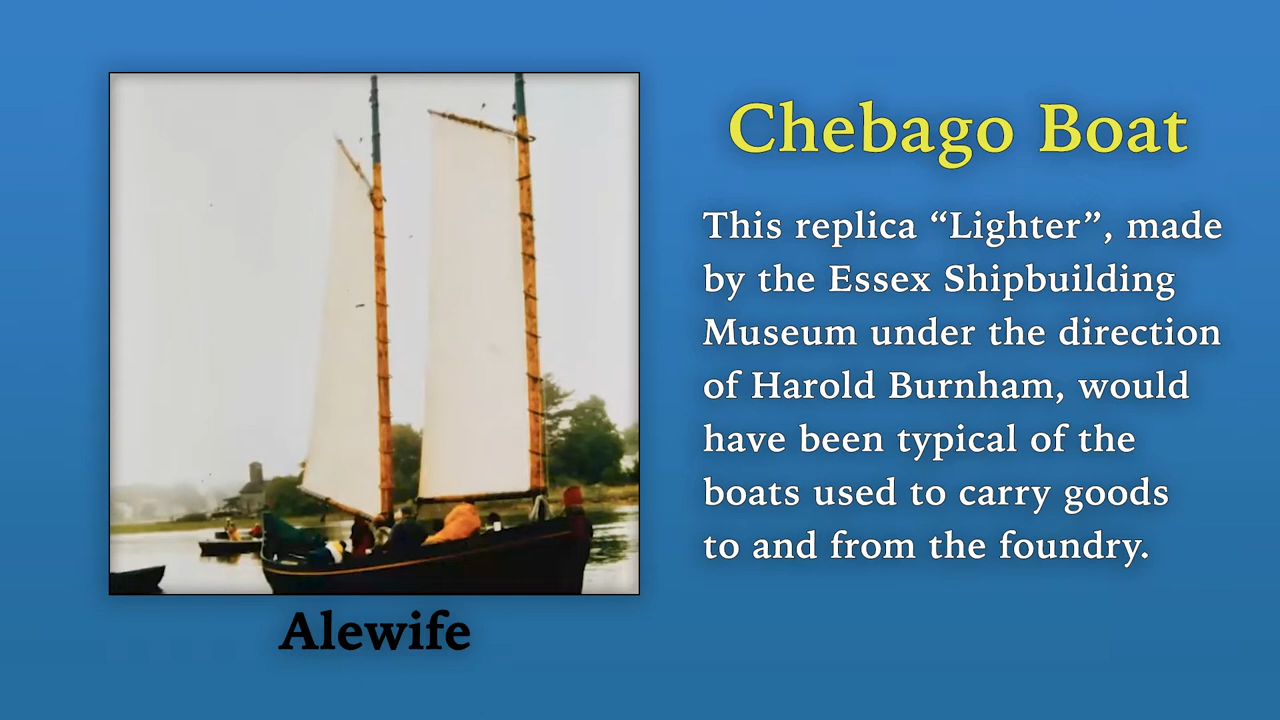 Chebago Boat
This replica “Lighter”, made
by the Essex Shipbuilding
Museum under the direction
of Harold Burnham, would
have been typical of the
boats used to carry goods
to and from the foundry.
Alewife